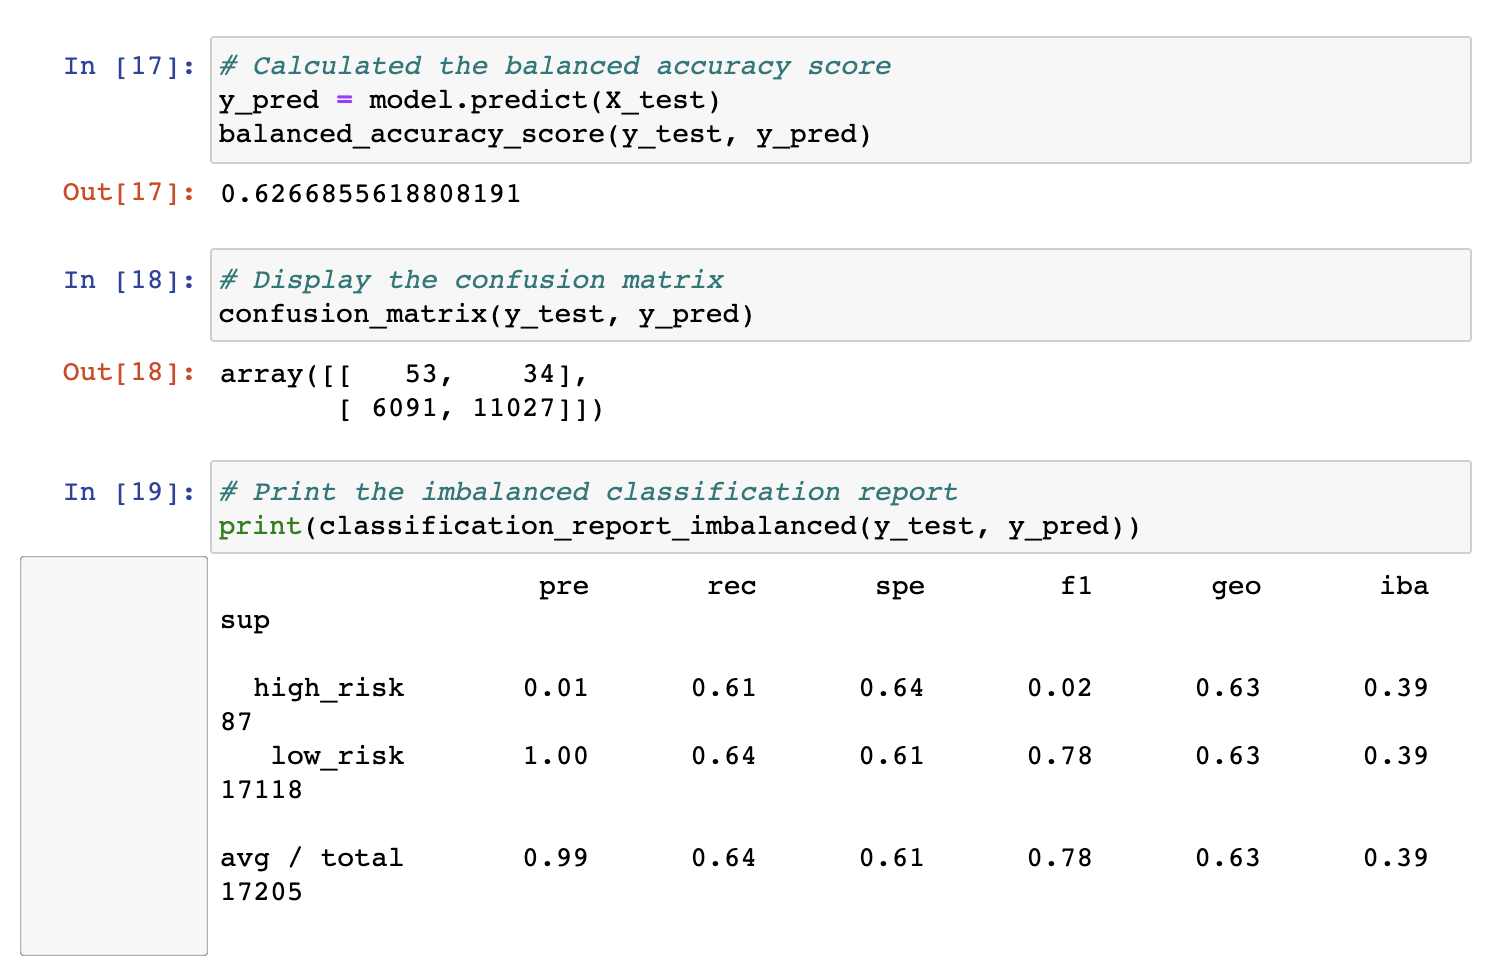 In [17]: # Calculated the balanced accuracy score
y_pred = model.predict(X_test)
balanced_accuracy_score(y_test, y_pred)
Out[17]: 0.6266855618808191
In [18]: # Display the confusion matrix
confusion_matrix(y_test, y_pred)
Out[18]: array([[   53,    34],
       [ 6091, 11027]])
In [19]: # Print the imbalanced classification report
print(classification_report_imbalanced(y_test, y_pred))
                   pre       rec       spe        f1       geo       iba
sup
  high_risk       0.01      0.61      0.64      0.02      0.63      0.39
87
   low_risk       1.00      0.64      0.61      0.78      0.63      0.39
17118
avg / total       0.99      0.64      0.61      0.78      0.63      0.39
17205